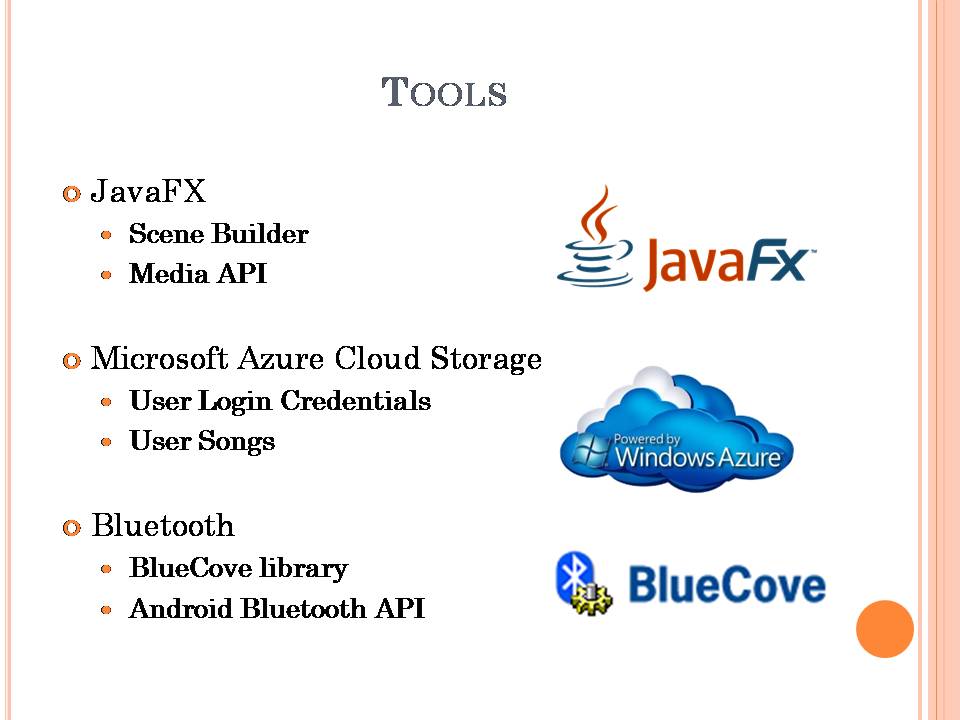 TOOLS
JavaFX
Scene Builder
Media API
JavaFx™
Microsoft Azure Cloud Storage
User Login Credentials
User Songs
Powered by
Windows Azure™
Bluetooth
BlueCove library
Android Bluetooth API
BlueCove